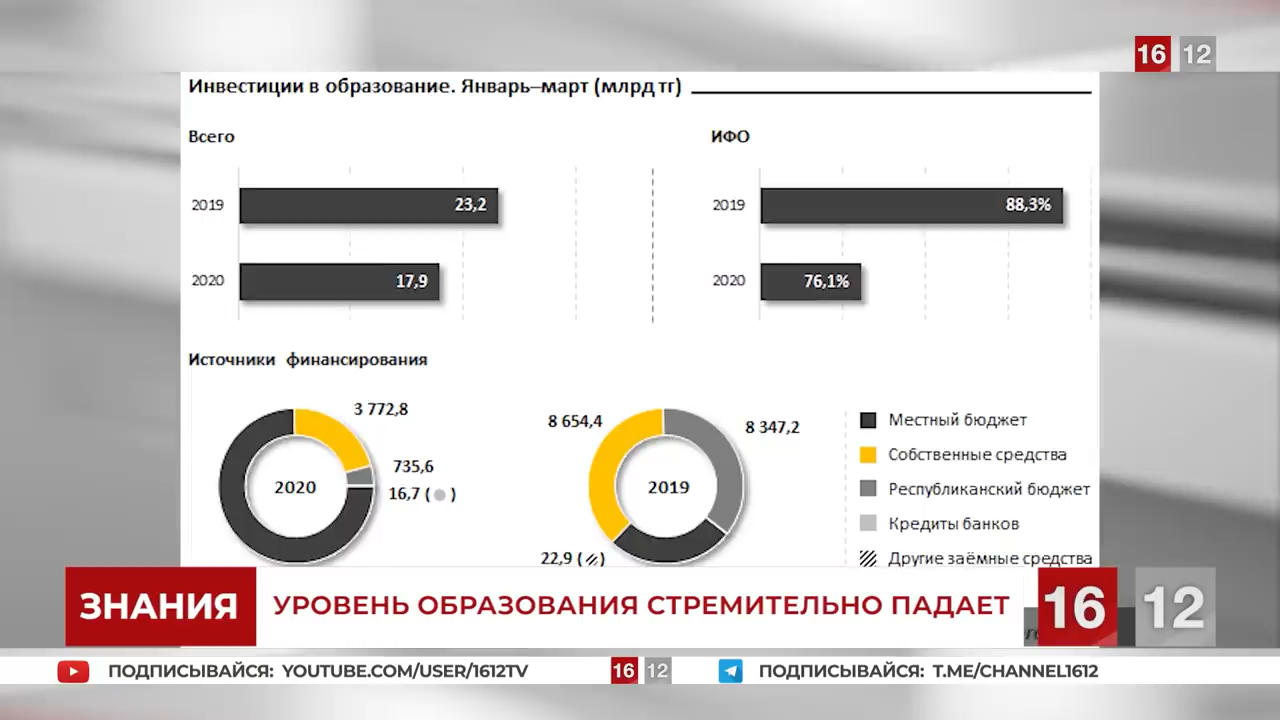 16 12
Инвестиции в образование. Январь–март (млрд тг)
Всего
ИФО
2019
23,2
2019
88,3%
2020
17,9
2020
76,1%
Источники финансирования
3 772,8
735,6
16,7 ( )
2020
8 654,4
8 347,2
2019
22,9 ( )
Местный бюджет
Собственные средства
Республиканский бюджет
Кредиты банков
Другие заёмные средства
ЗНАНИЯ
УРОВЕНЬ ОБРАЗОВАНИЯ СТРЕМИТЕЛЬНО ПАДАЕТ
16 12
ПОДПИСЫВАЙСЯ: YOUTUBE.COM/USER/1612TV
16 12
ПОДПИСЫВАЙСЯ: T.ME/CHANNEL1612